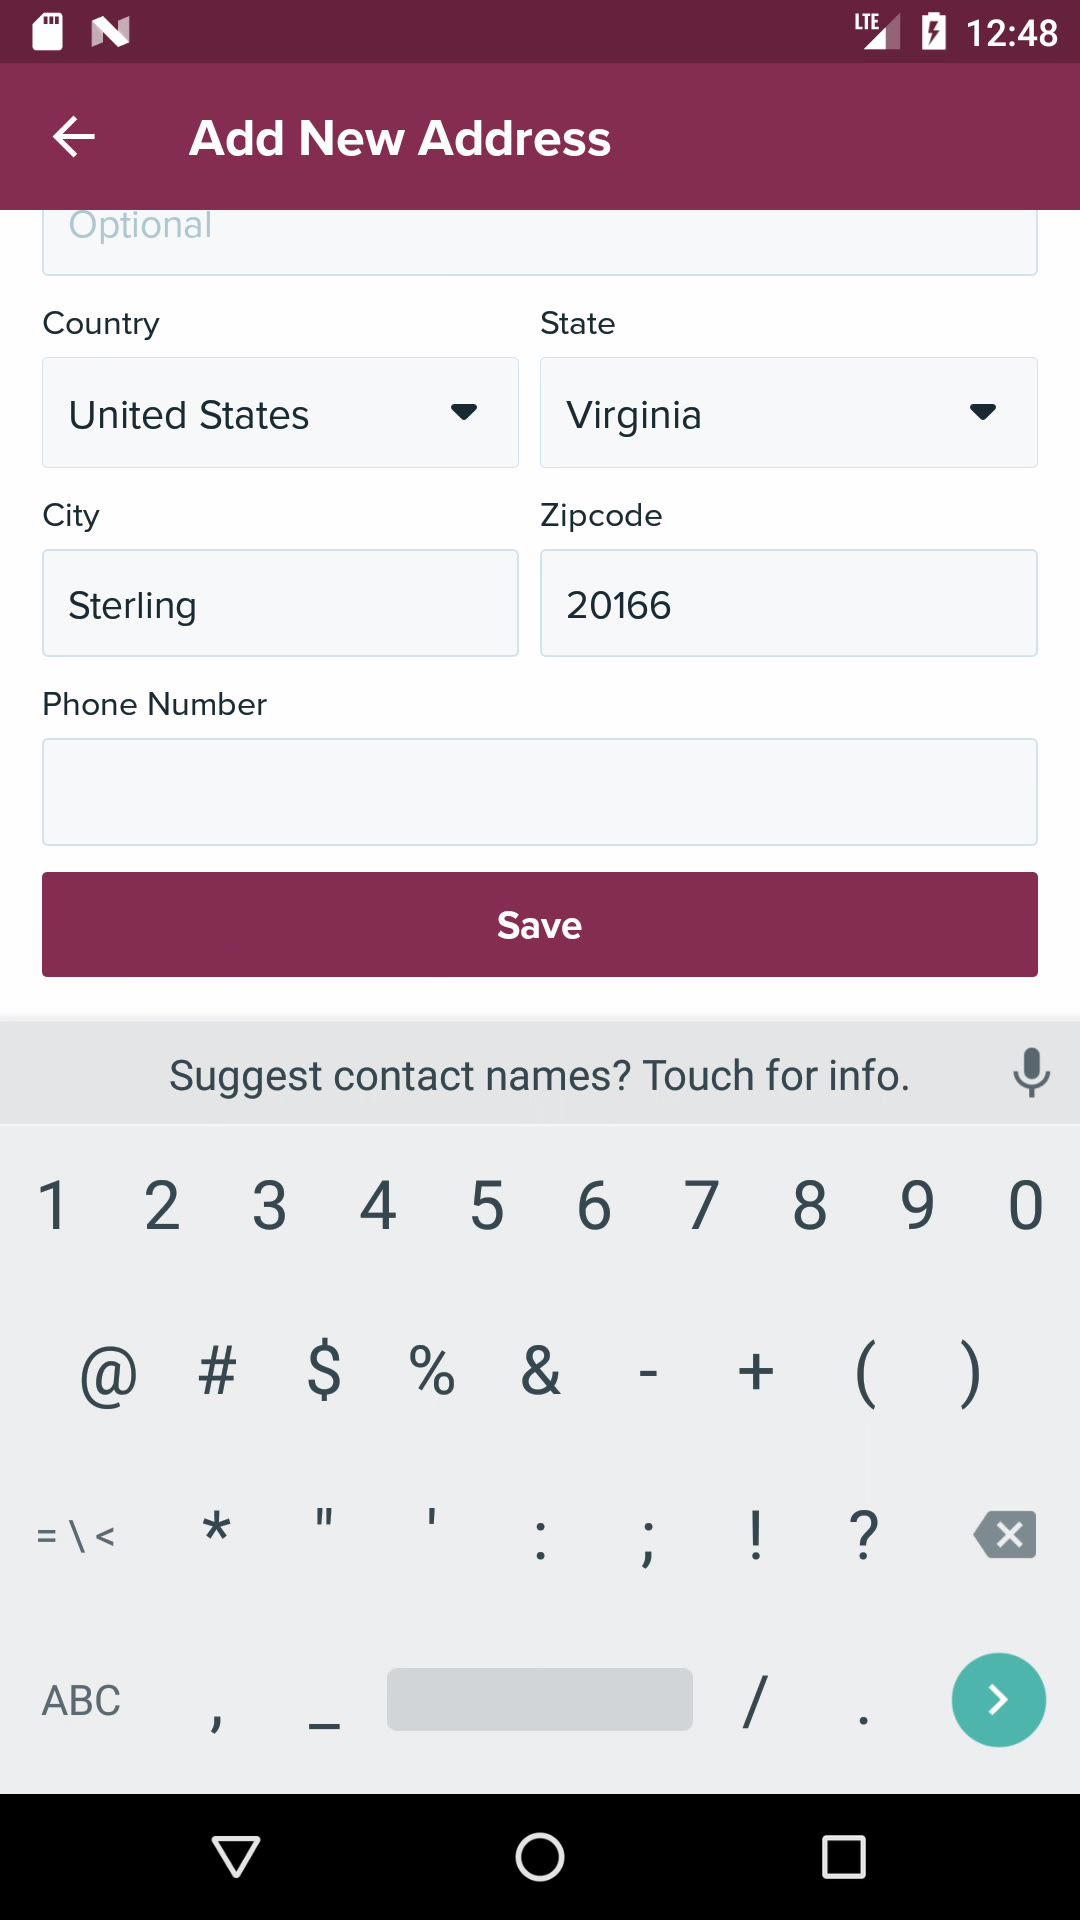 LTE 12:48
Add New Address
Optional
Country State
United States Virginia
City Zipcode
Sterling 20166
Phone Number
Save
Suggest contact names? Touch for info.
1 2 3 4 5 6 7 8 9 0
@ # $ % & - + ( )
= \ < * " ' : ; ! ?
ABC , _ / .